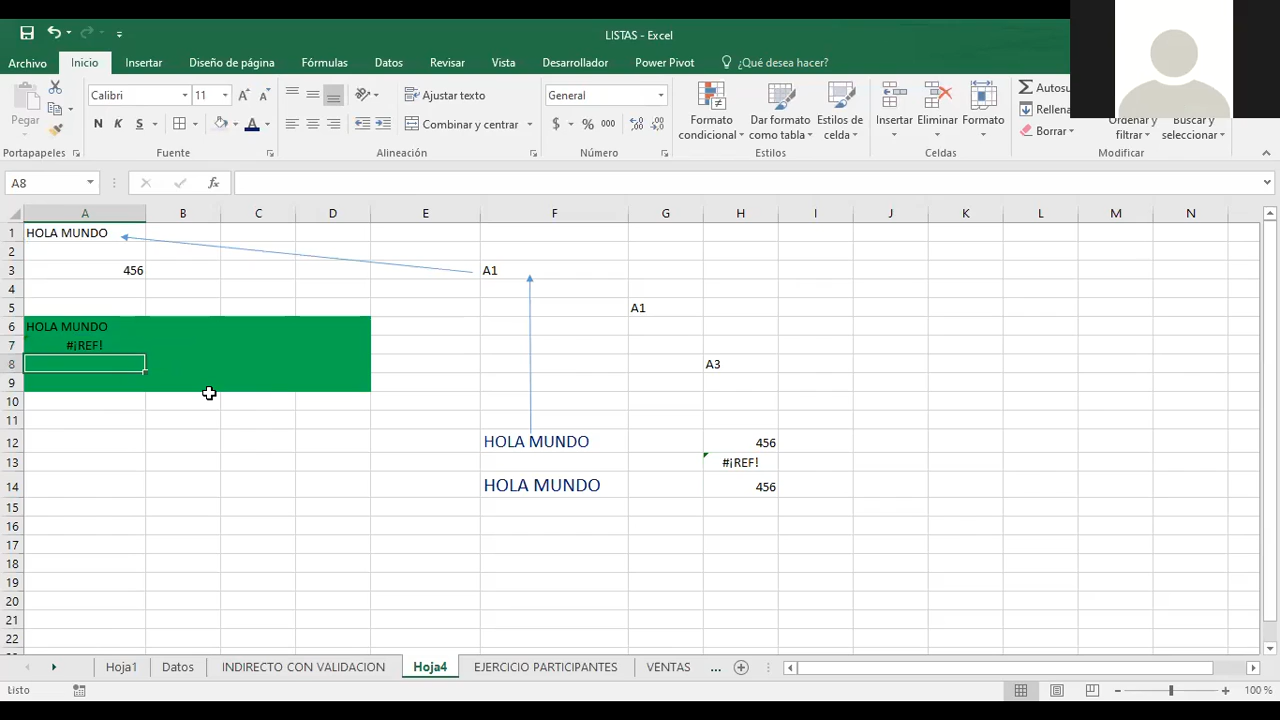 LISTAS - Excel
Archivo Inicio Insertar Diseño de página Fórmulas Datos Revisar Vista Desarrollador Power Pivot ¿Qué desea hacer?
Pegar
Calibri 11
N K S
Ajustar texto
Combinar y centrar
General
$ % 000
Formato condicional
Dar formato como tabla
Estilos de celda
Insertar Eliminar Formato
Autosu
Rellena
Borrar
Ordenar y filtrar
Buscar y seleccionar
Portapapeles Fuente Alineación Número Estilos Celdas Modificar
A8 fx
A B C D E F G H I J K L M N
1 HOLA MUNDO
2
3 456 A1
4
5 A1
6 HOLA MUNDO
7 #¡REF!
8 A3
9
10
11
12 HOLA MUNDO 456
13 #¡REF!
14 HOLA MUNDO 456
15
16
17
18
19
20
21
22
Hoja1 Datos INDIRECTO CON VALIDACION Hoja4 EJERCICIO PARTICIPANTES VENTAS ...
Listo 100 %